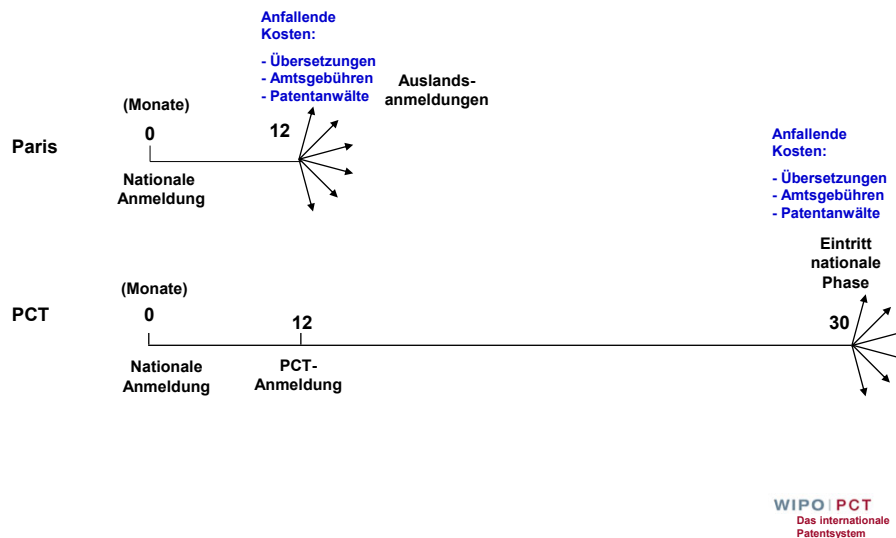 Anfallende
Kosten:
- Übersetzungen
- Amtsgebühren
- Patentanwälte
Auslands-
anmeldungen
(Monate)
0
12
Paris
Nationale
Anmeldung
Anfallende
Kosten:
- Übersetzungen
- Amtsgebühren
- Patentanwälte
Eintritt
nationale
Phase
(Monate)
PCT
0
12
30
Nationale
Anmeldung
PCT-
Anmeldung
WIPO|PCT
Das internationale
Patentsystem